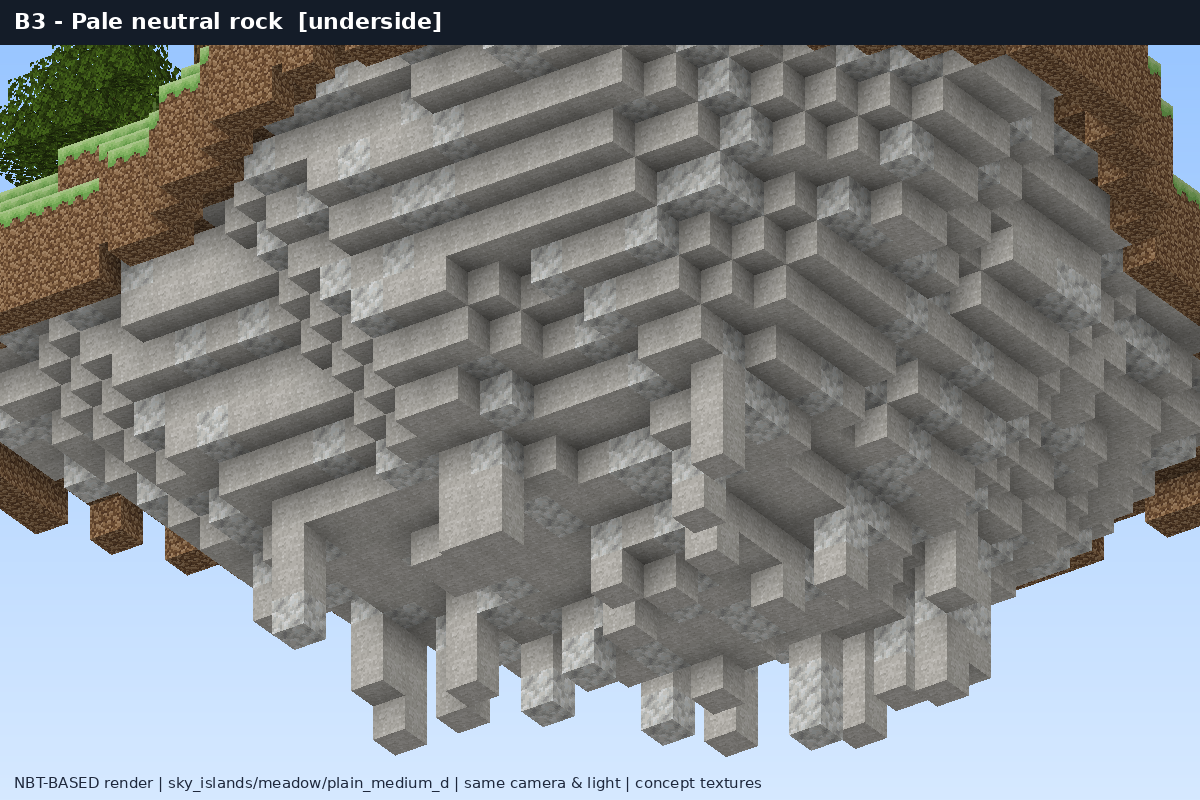 B3 - Pale neutral rock  [underside]
NBT-BASED render | sky_islands/meadow/plain_medium_d | same camera & light | concept textures